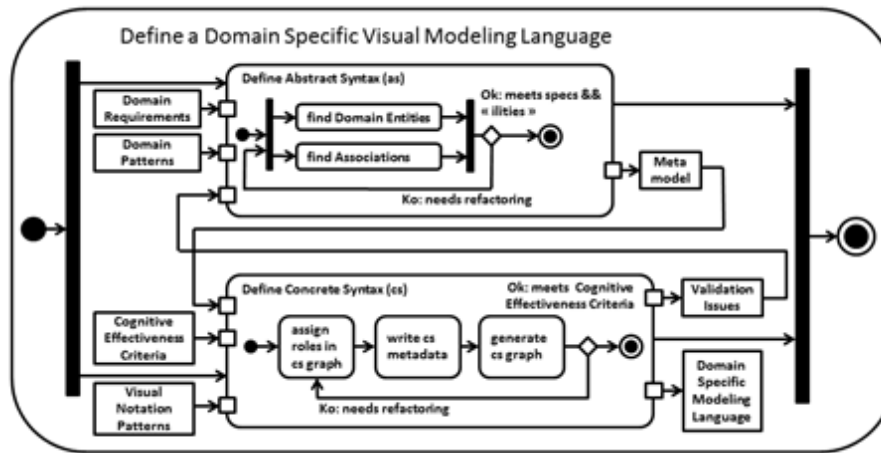 Define a Domain Specific Visual Modeling Language
Define Abstract Syntax (as)
Ok: meets specs &&
« ilities »
Domain
Requirements
find Domain Entities
Domain
Patterns
find Associations
Meta
model
Ko: needs refactoring
Define Concrete Syntax (cs)
Ok: meets Cognitive
Effectiveness Criteria
Validation
Issues
Cognitive
Effectiveness
Criteria
assign
roles in
cs graph
write cs
metadata
generate
cs graph
Domain
Specific
Modeling
Language
Visual
Notation
Patterns
Ko: needs refactoring